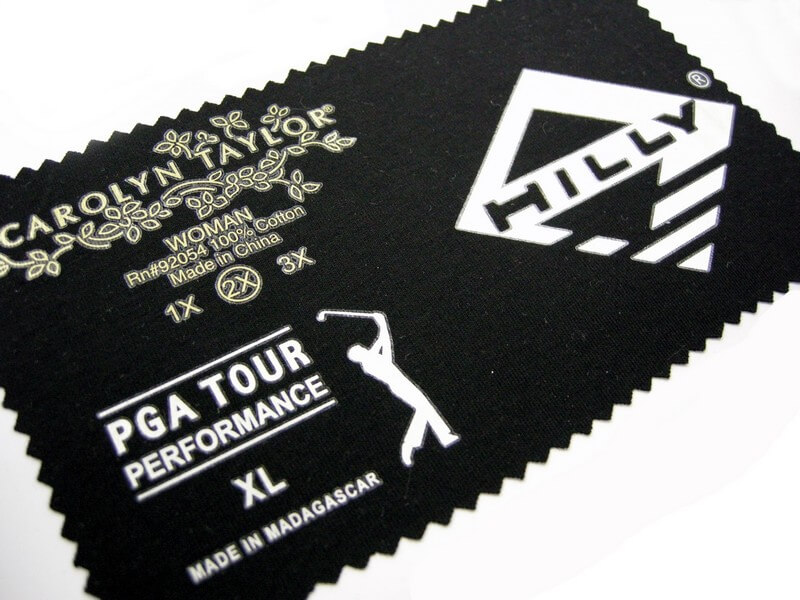 CAROLYN TAYLOR®
WOMAN
Rn#92054 100% Cotton
Made in China
1X 2X 3X
HILLY®
PGA TOUR
PERFORMANCE
XL
MADE IN MADAGASCAR